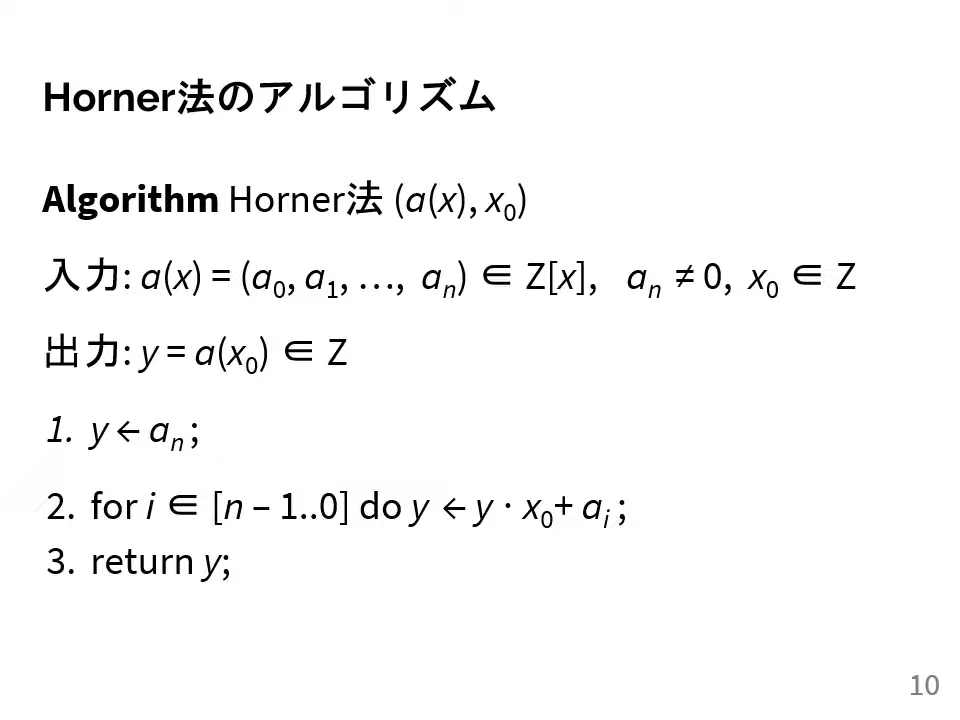 Horner法のアルゴリズム
Algorithm Horner法 (a(x), x₀)
入力: a(x) = (a₀, a₁, …, aₙ) ∈ Z[x], aₙ ≠ 0, x₀ ∈ Z
出力: y = a(x₀) ∈ Z
1. y ← aₙ ;
2. for i ∈ [n – 1..0] do y ← y · x₀+ aᵢ ;
3. return y;
10